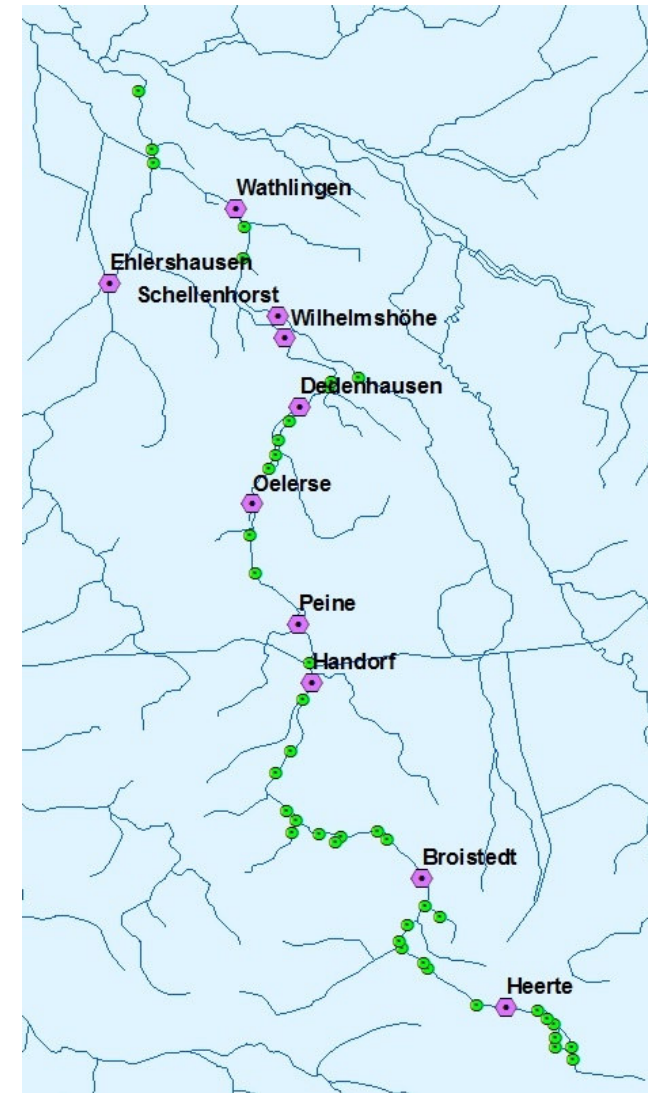 Wathlingen
Ehlershausen
Schellenhorst
Wilhelmshöhe
Dedenhausen
Oelerse
Peine
Handorf
Broistedt
Heerte